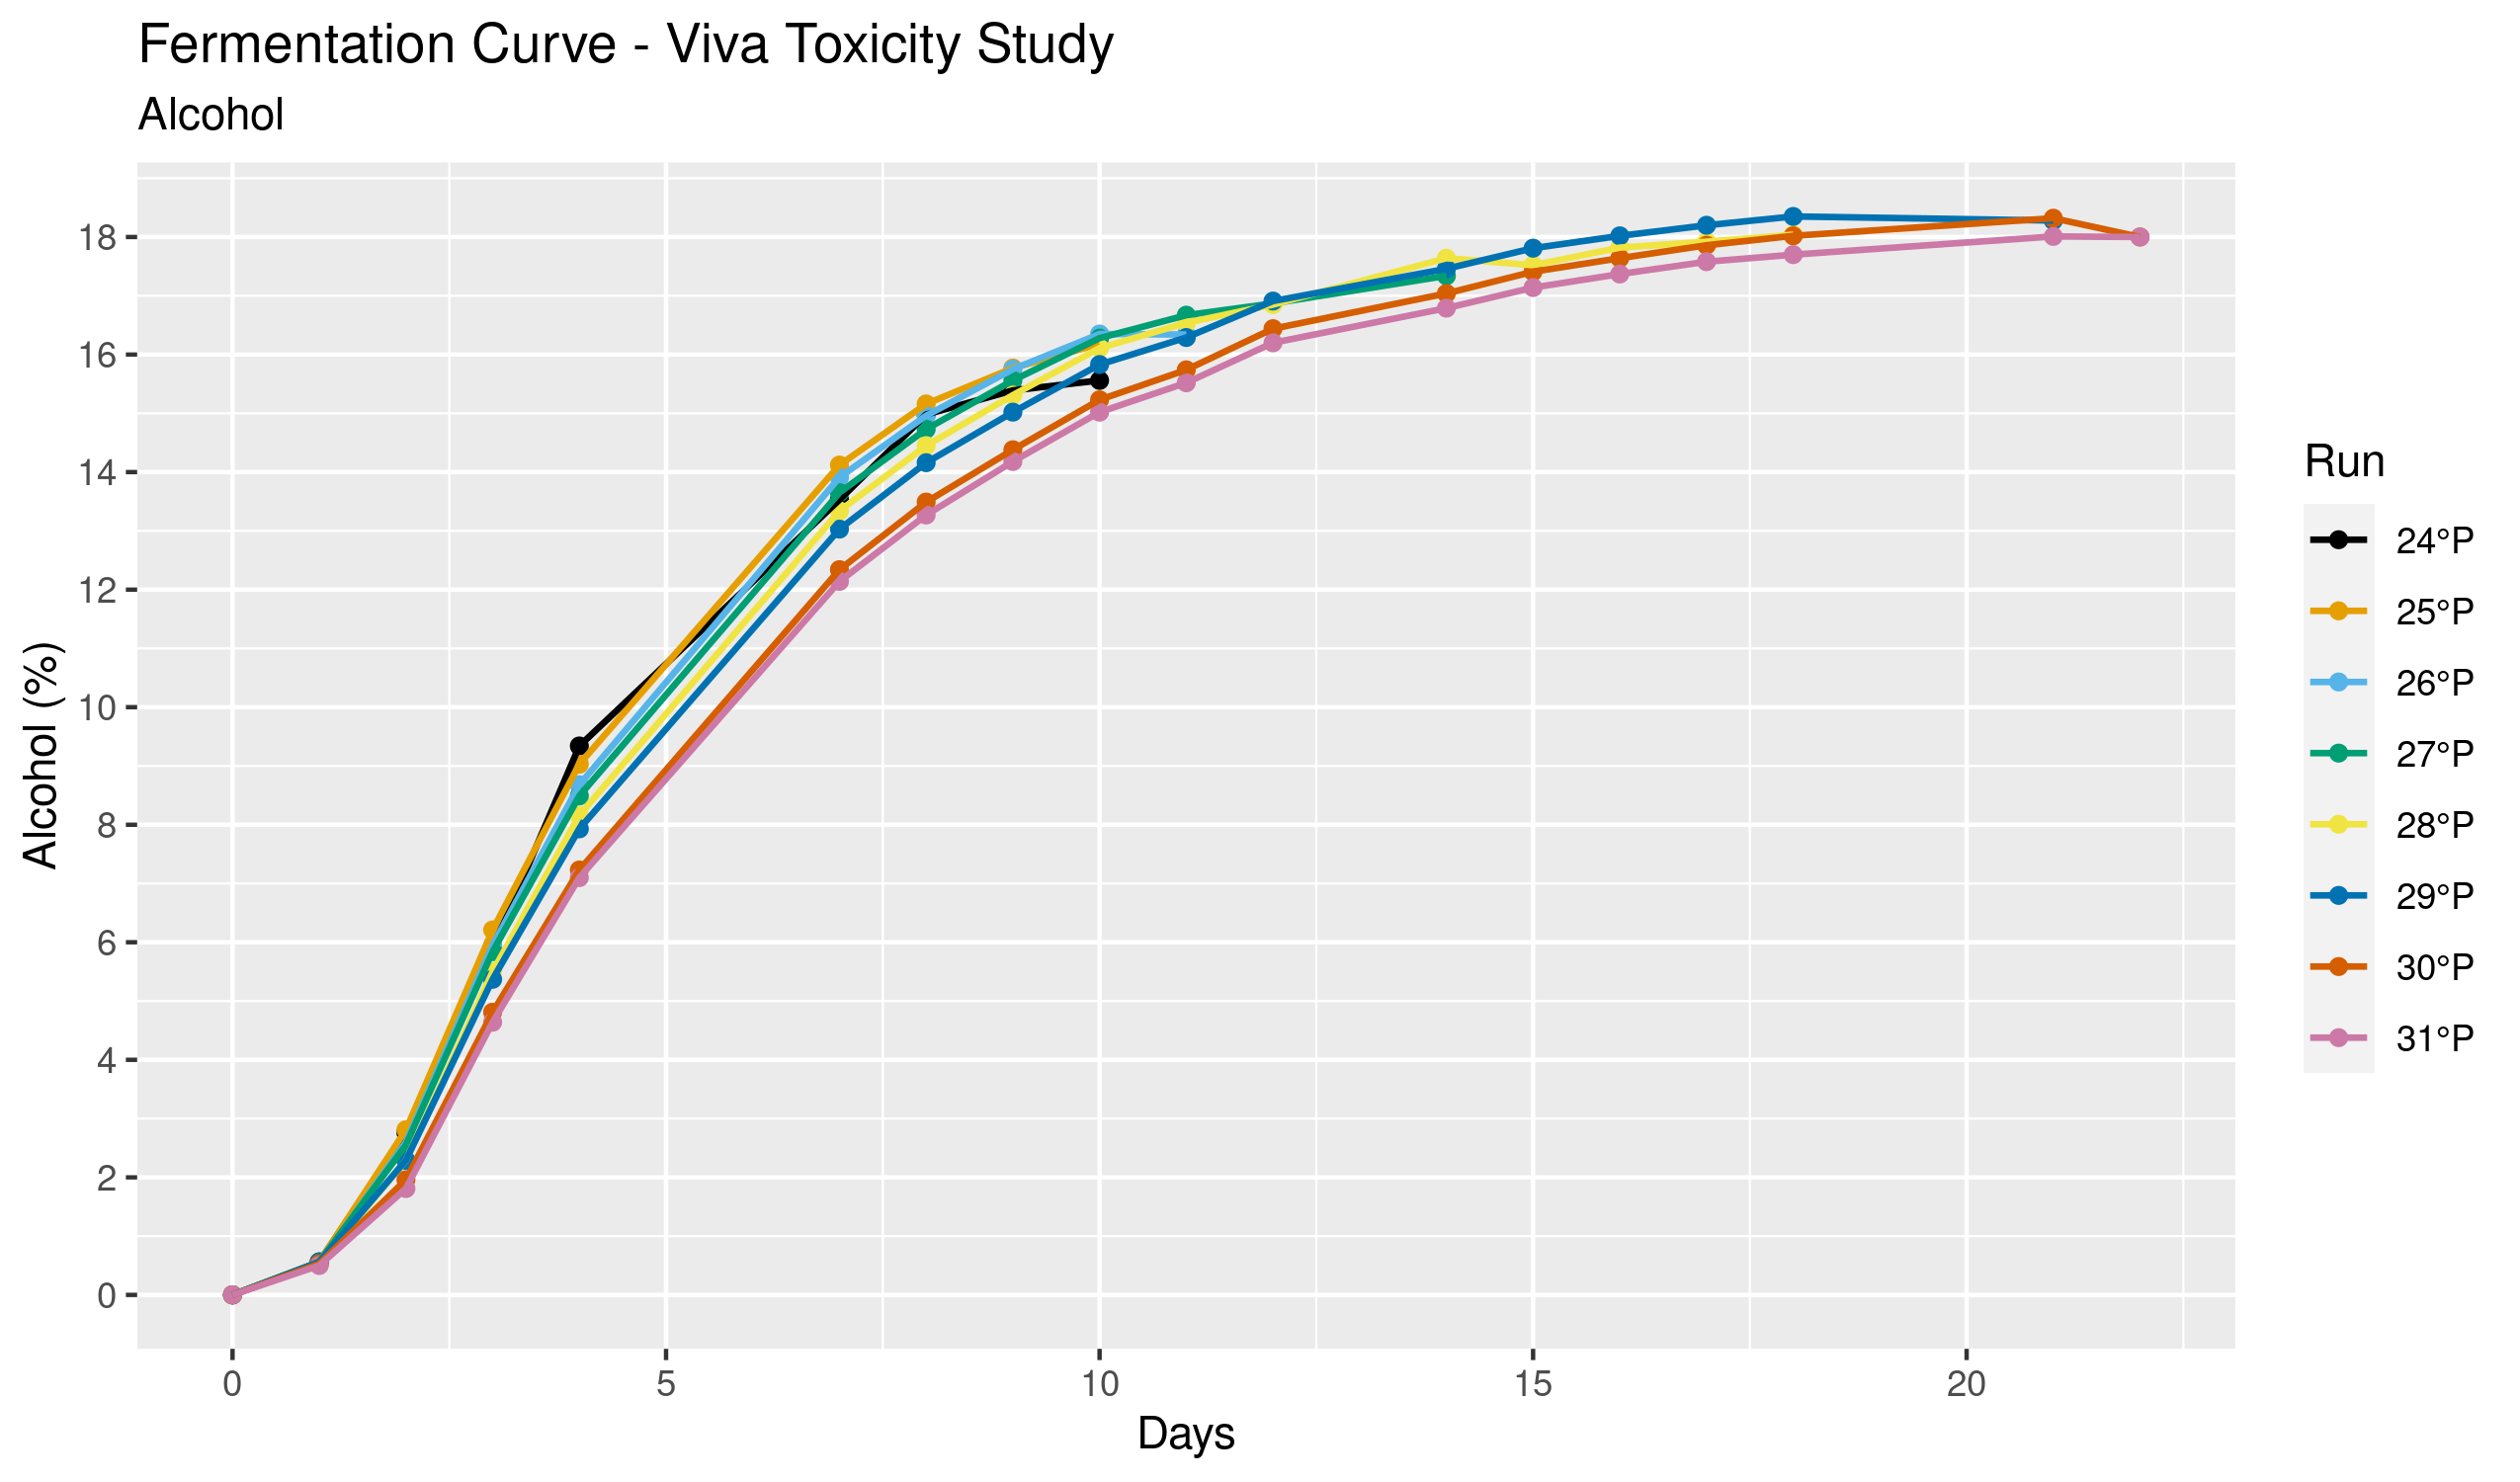 Fermentation Curve - Viva Toxicity Study
Alcohol
Alcohol (%)
18
16
14
12
10
8
6
4
2
0
0
5
10
15
20
Days
Run
24°P
25°P
26°P
27°P
28°P
29°P
30°P
31°P